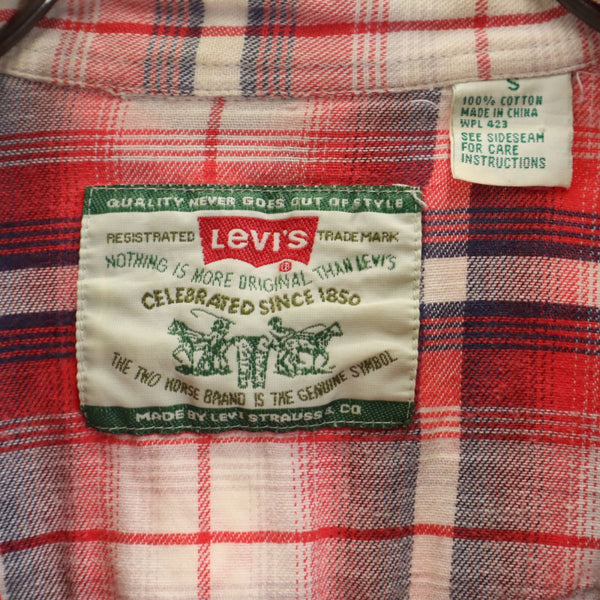 S
100% COTTON
MADE IN CHINA
WPL 423
SEE SIDESEAM
FOR CARE
INSTRUCTIONS
QUALITY NEVER GOES OUT OF STYLE
REGISTRATED LEVI'S TRADEMARK
®
NOTHING IS MORE ORIGINAL THAN LEVI'S
CELEBRATED SINCE 1850
THE TWO HORSE BRAND IS THE GENUINE SYMBOL
MADE BY LEVI STRAUSS & CO